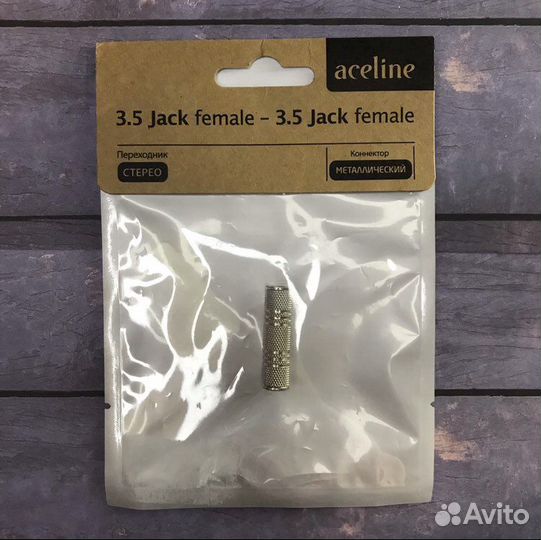 aceline
3.5 Jack female – 3.5 Jack female
Переходник
СТЕРЕО
Коннектор
МЕТАЛЛИЧЕСКИЙ
Avito